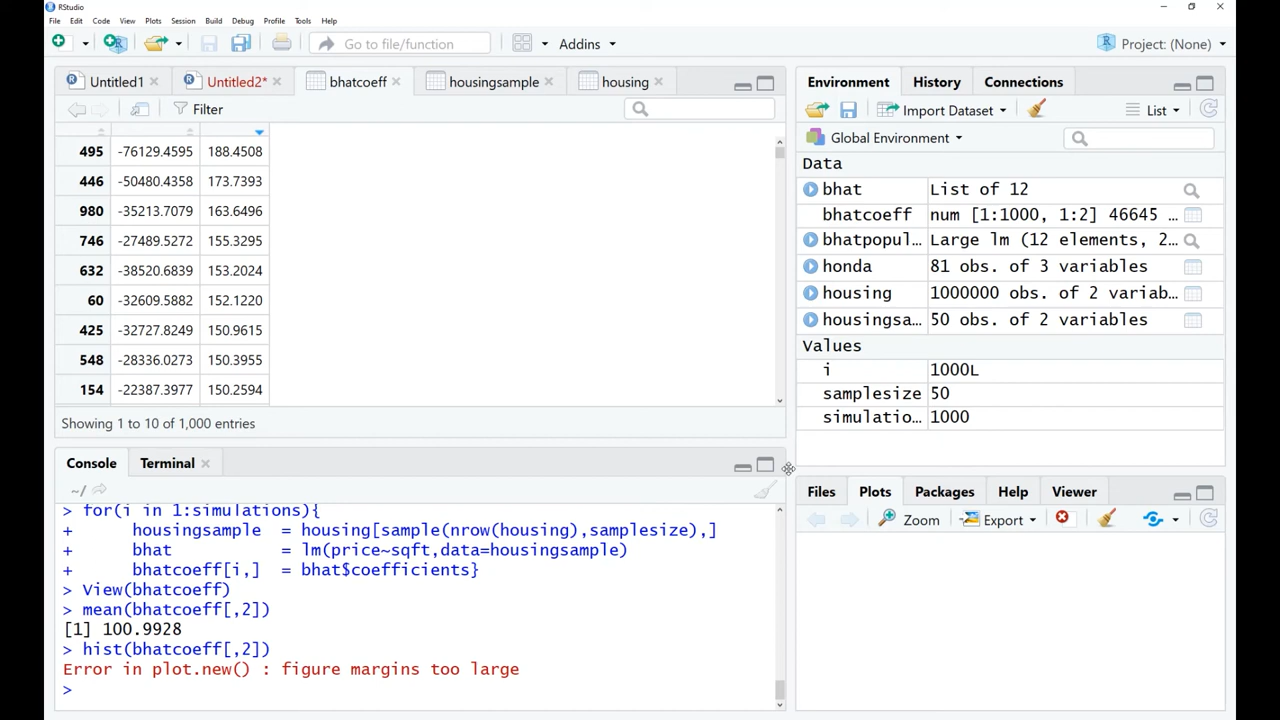 RStudio
File Edit Code View Plots Session Build Debug Profile Tools Help
Go to file/function Addins Project: (None)
Untitled1 Untitled2* bhatcoeff housingsample housing
Filter
495 -76129.4595 188.4508
446 -50480.4358 173.7393
980 -35213.7079 163.6496
746 -27489.5272 155.3295
632 -38520.6839 153.2024
60 -32609.5882 152.1220
425 -32727.8249 150.9615
548 -28336.0273 150.3955
154 -22387.3977 150.2594
Showing 1 to 10 of 1,000 entries
Console Terminal
~/
> for(i in 1:simulations){
+ housingsample = housing[sample(nrow(housing),samplesize),]
+ bhat = lm(price~sqft,data=housingsample)
+ bhatcoeff[i,] = bhat$coefficients}
> View(bhatcoeff)
> mean(bhatcoeff[,2])
[1] 100.9928
> hist(bhatcoeff[,2])
Error in plot.new() : figure margins too large
>
Environment History Connections
Import Dataset List
Global Environment
Data
bhat List of 12
bhatcoeff num [1:1000, 1:2] 46645 ...
bhatpopul... Large lm (12 elements, 2...
honda 81 obs. of 3 variables
housing 1000000 obs. of 2 variab...
housingsa... 50 obs. of 2 variables
Values
i 1000L
samplesize 50
simulatio... 1000
Files Plots Packages Help Viewer
Zoom Export